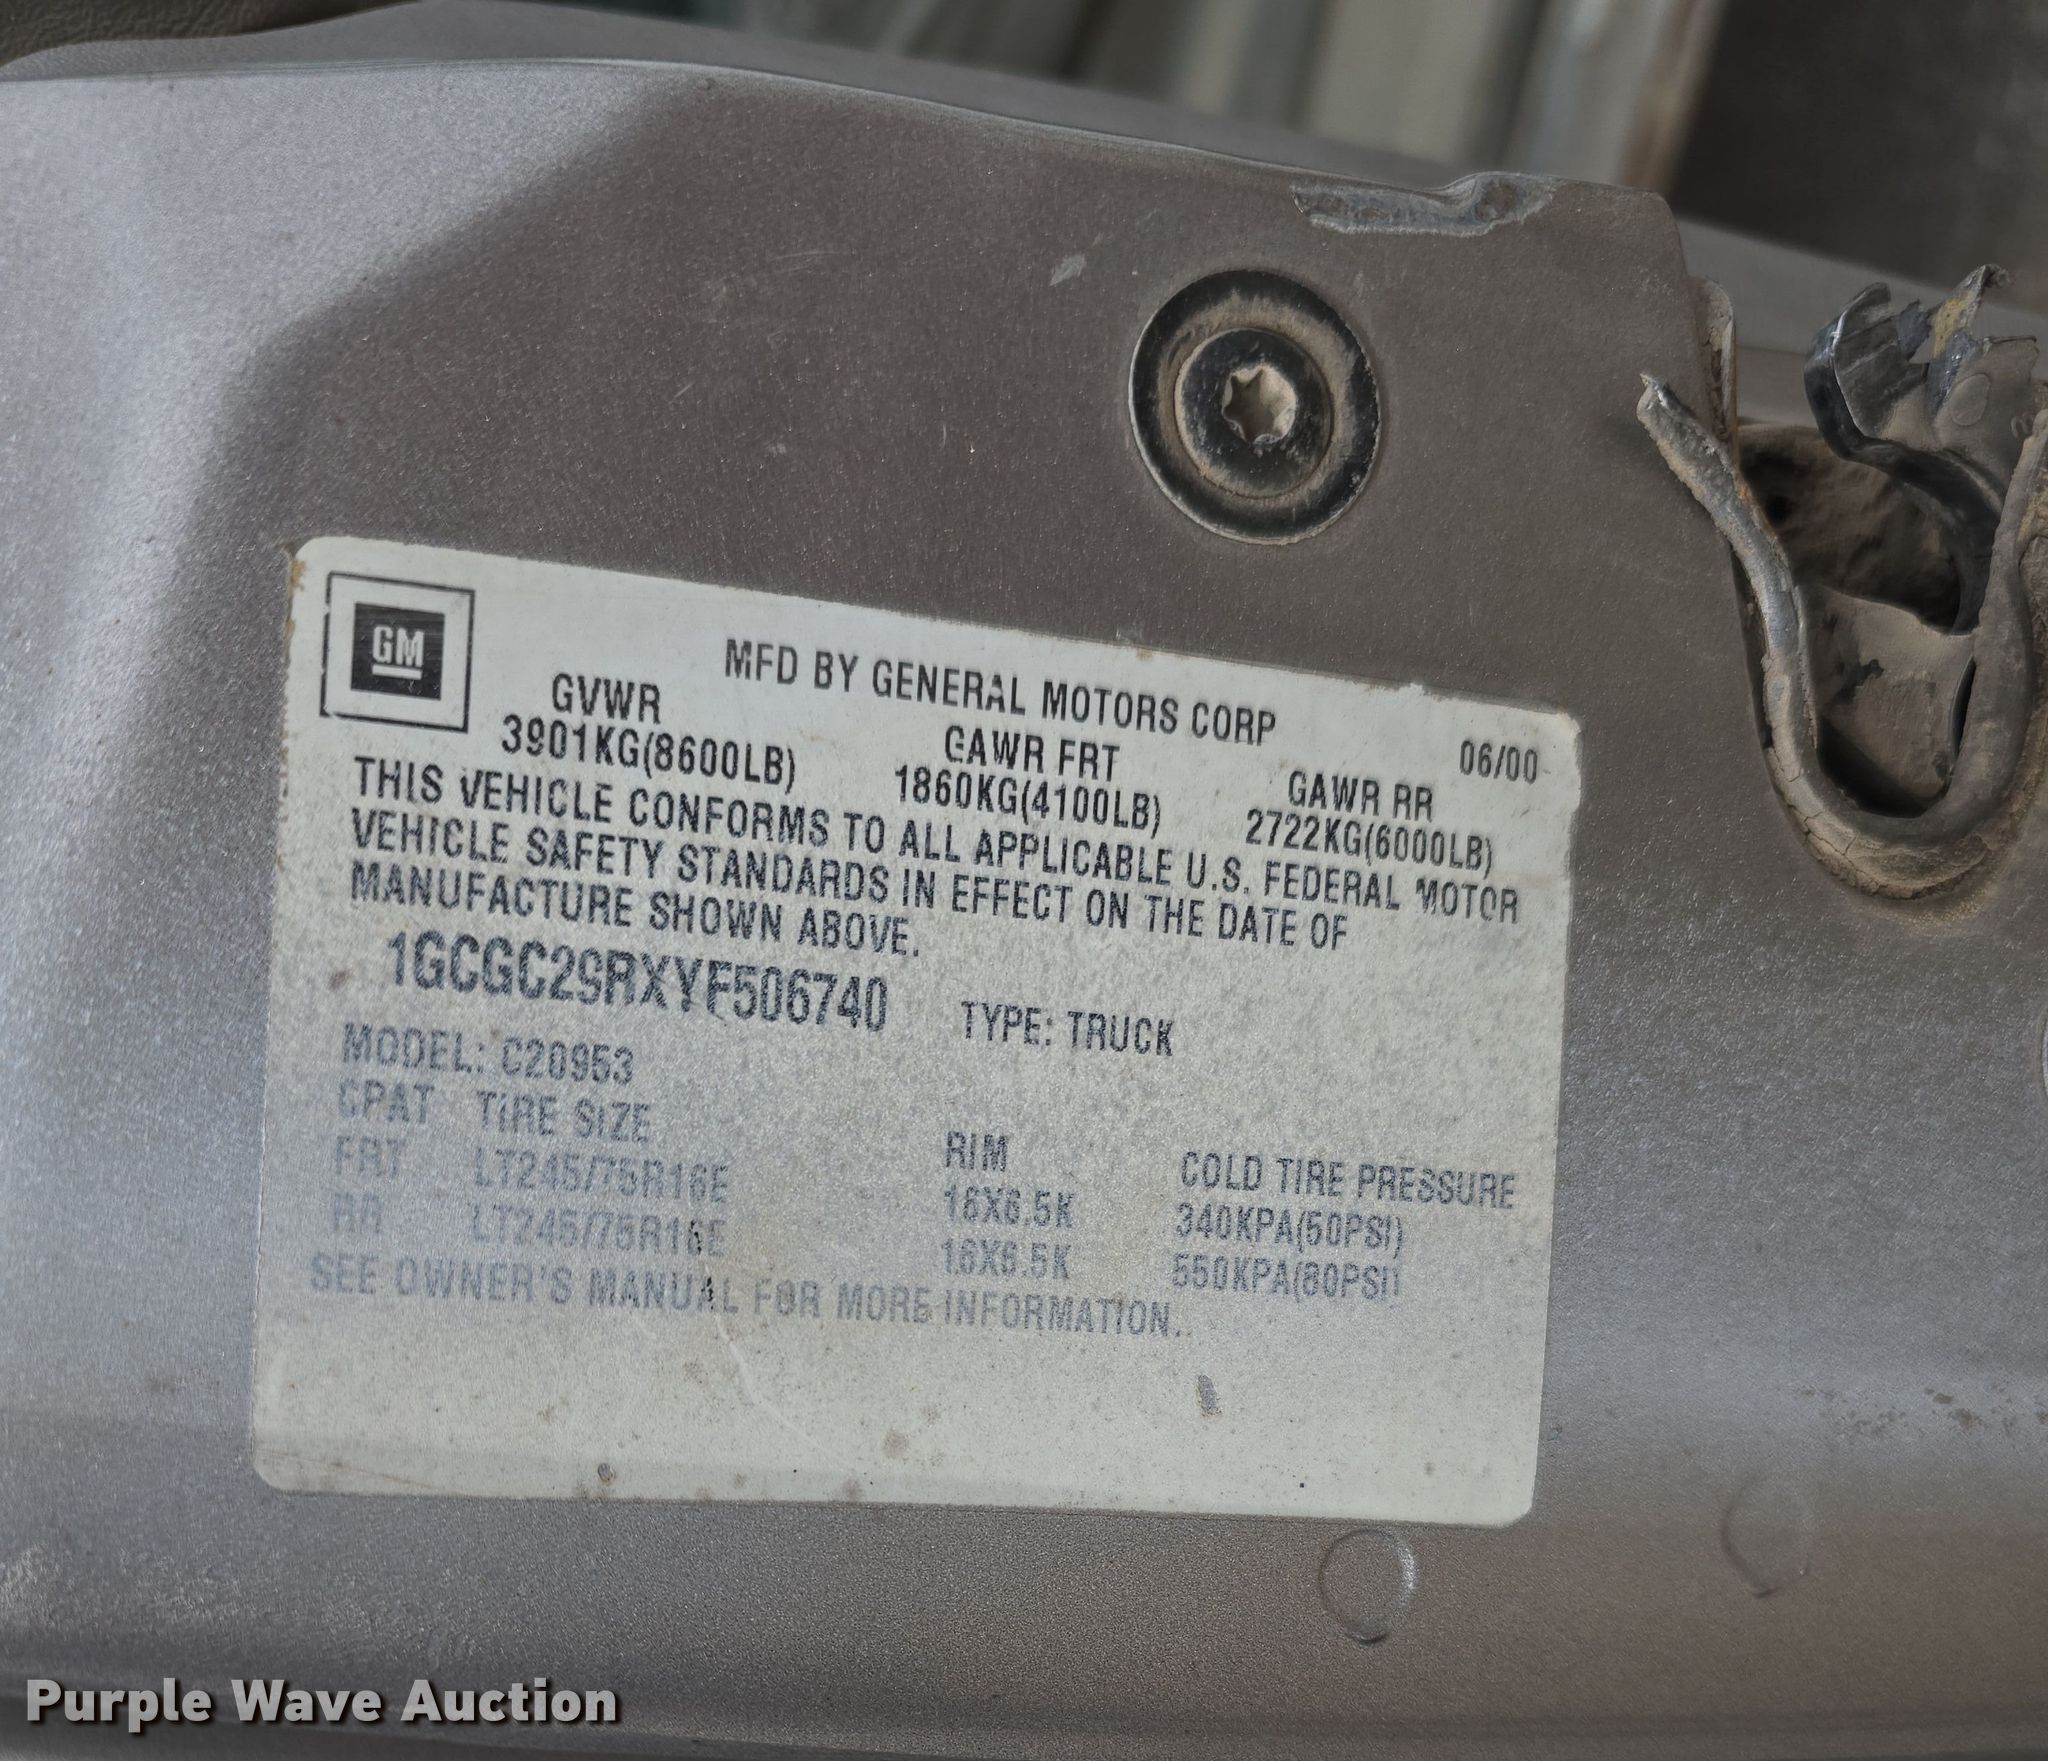 GM
MFD BY GENERAL MOTORS CORP
GVWR GAWR FRT GAWR RR 06/00
3901KG(8600LB) 1860KG(4100LB) 2722KG(6000LB)
THIS VEHICLE CONFORMS TO ALL APPLICABLE U.S. FEDERAL MOTOR
VEHICLE SAFETY STANDARDS IN EFFECT ON THE DATE OF
MANUFACTURE SHOWN ABOVE.
1GCGC29RXYF506740 TYPE: TRUCK
MODEL: C20953
GPAT TIRE SIZE RIM COLD TIRE PRESSURE
FRT LT245/75R16E 16X6.5K 340KPA(50PSI)
RR LT245/75R16E 16X6.5K 550KPA(80PSI)
SEE OWNER'S MANUAL FOR MORE INFORMATION.
Purple Wave Auction